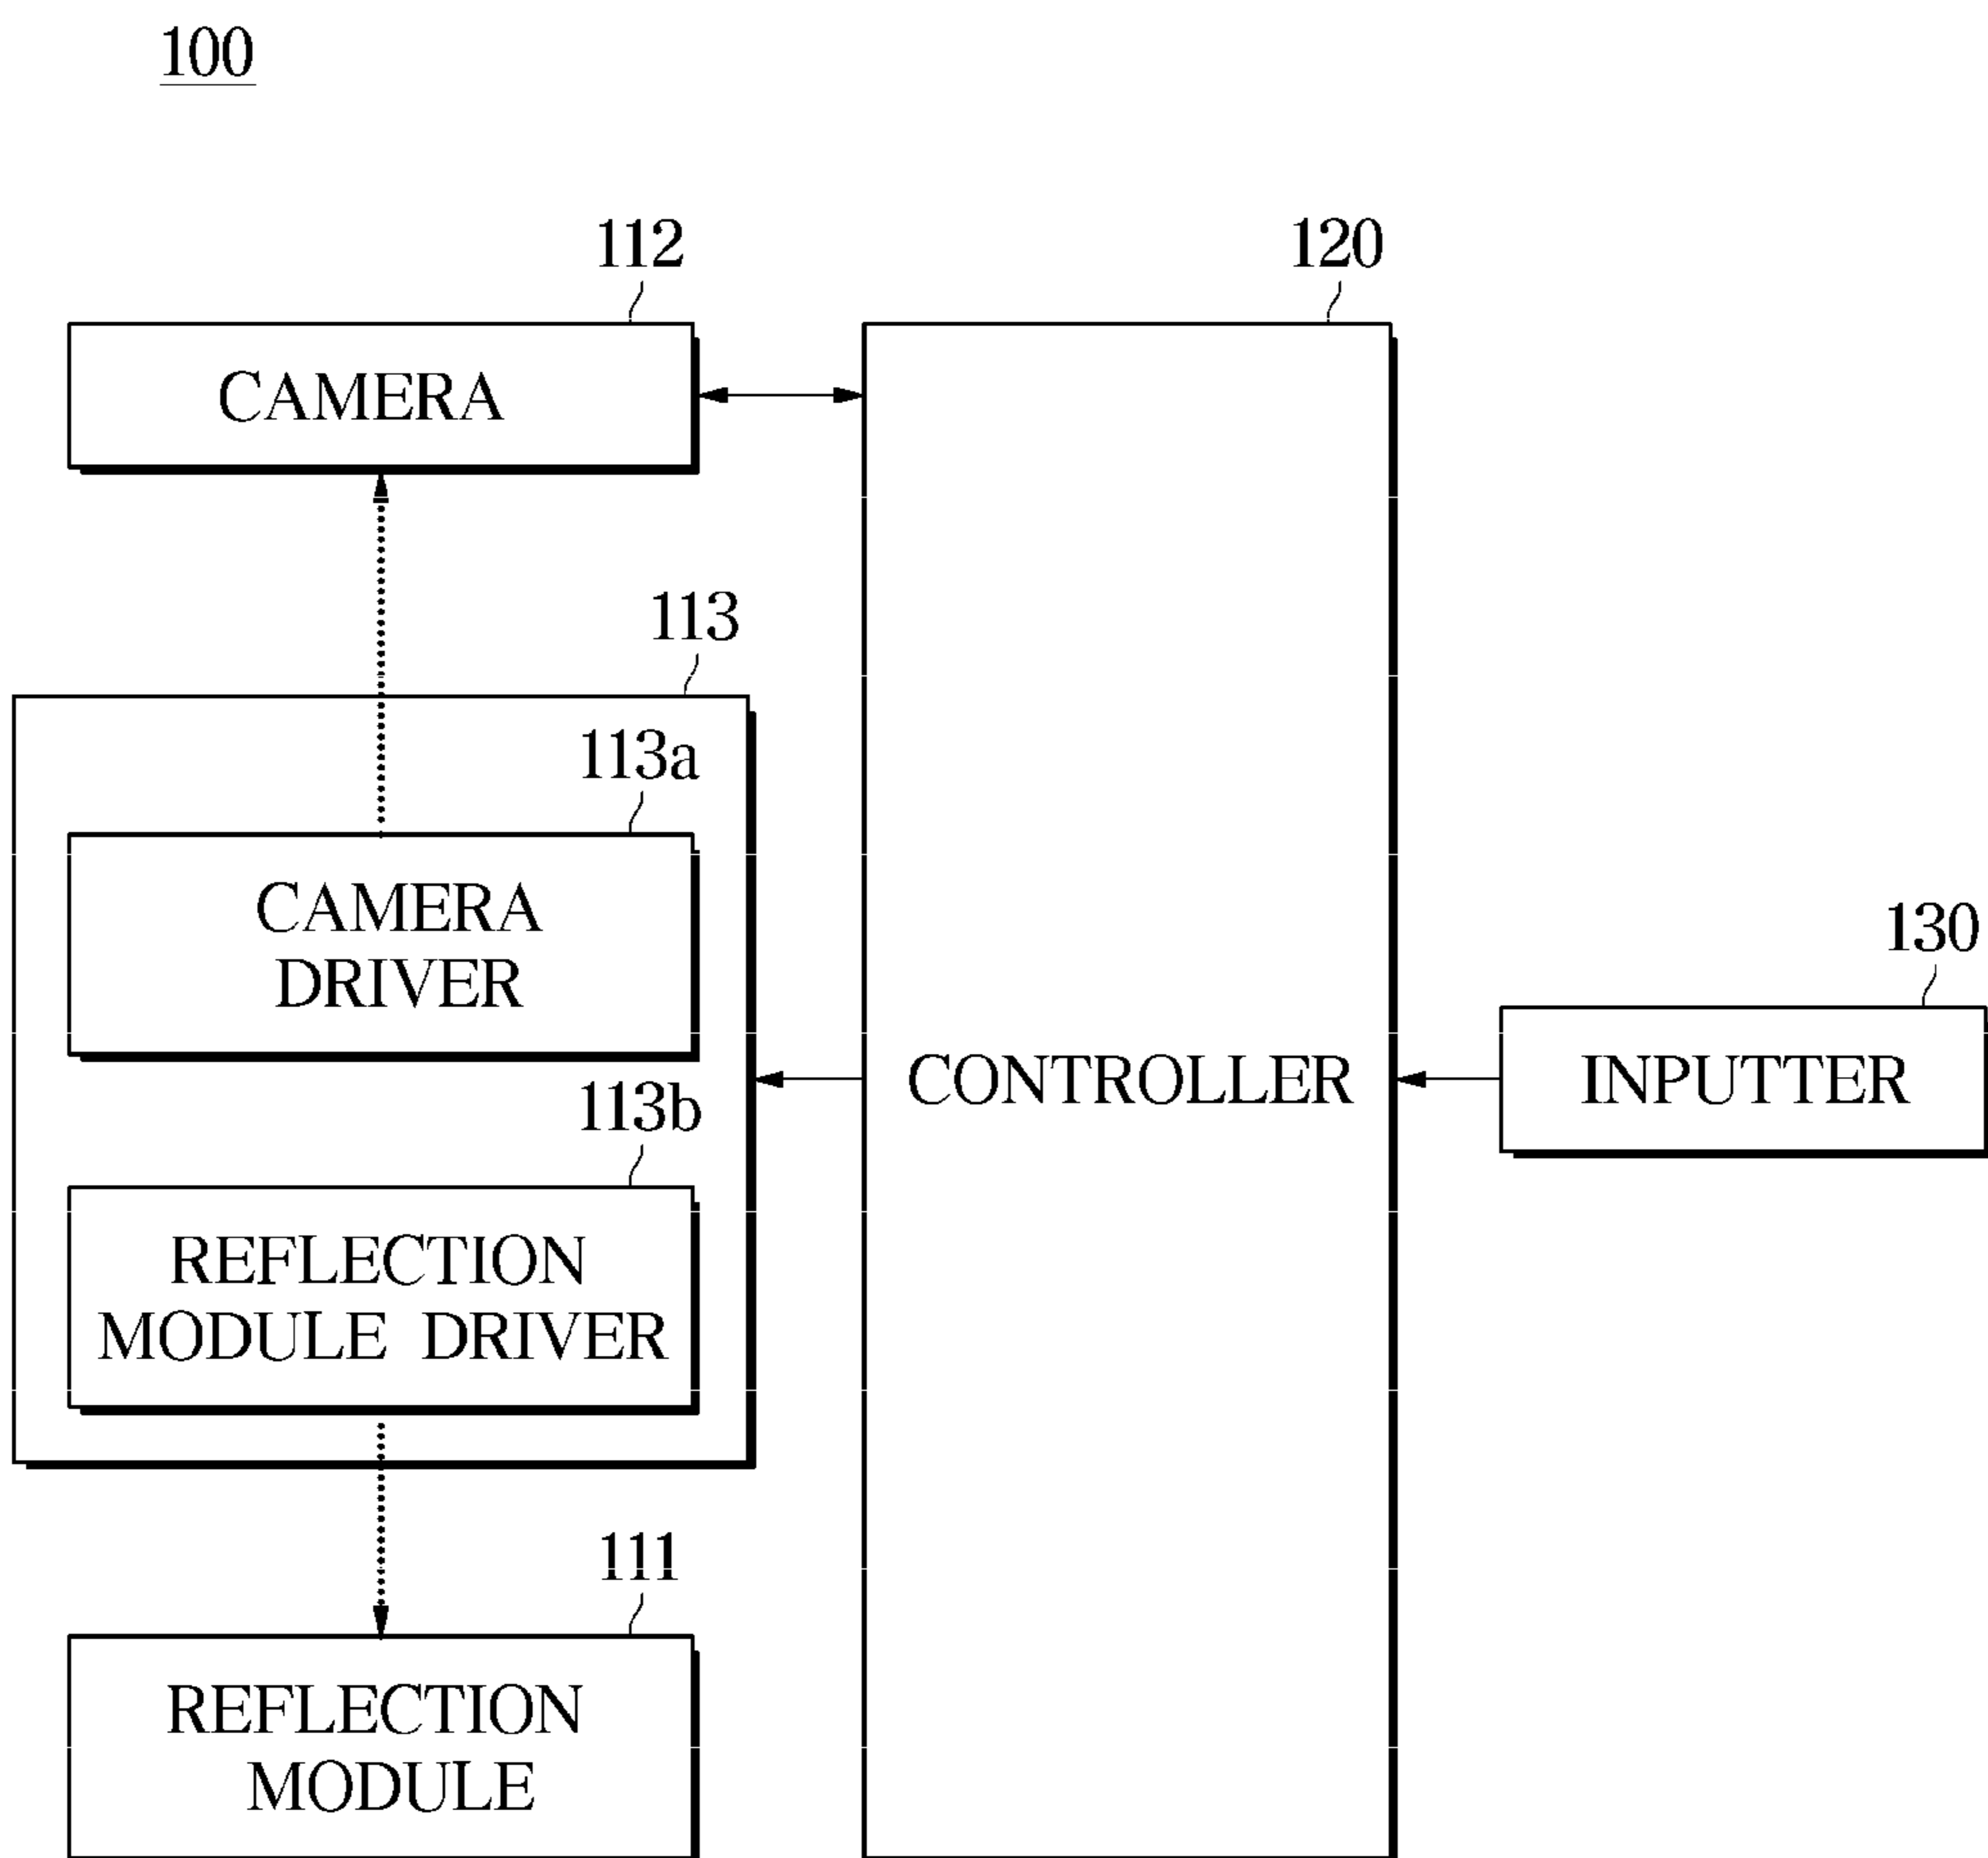 100
112
120
CAMERA
113
113a
CAMERA
DRIVER
130
CONTROLLER
INPUTTER
113b
REFLECTION
MODULE DRIVER
111
REFLECTION
MODULE